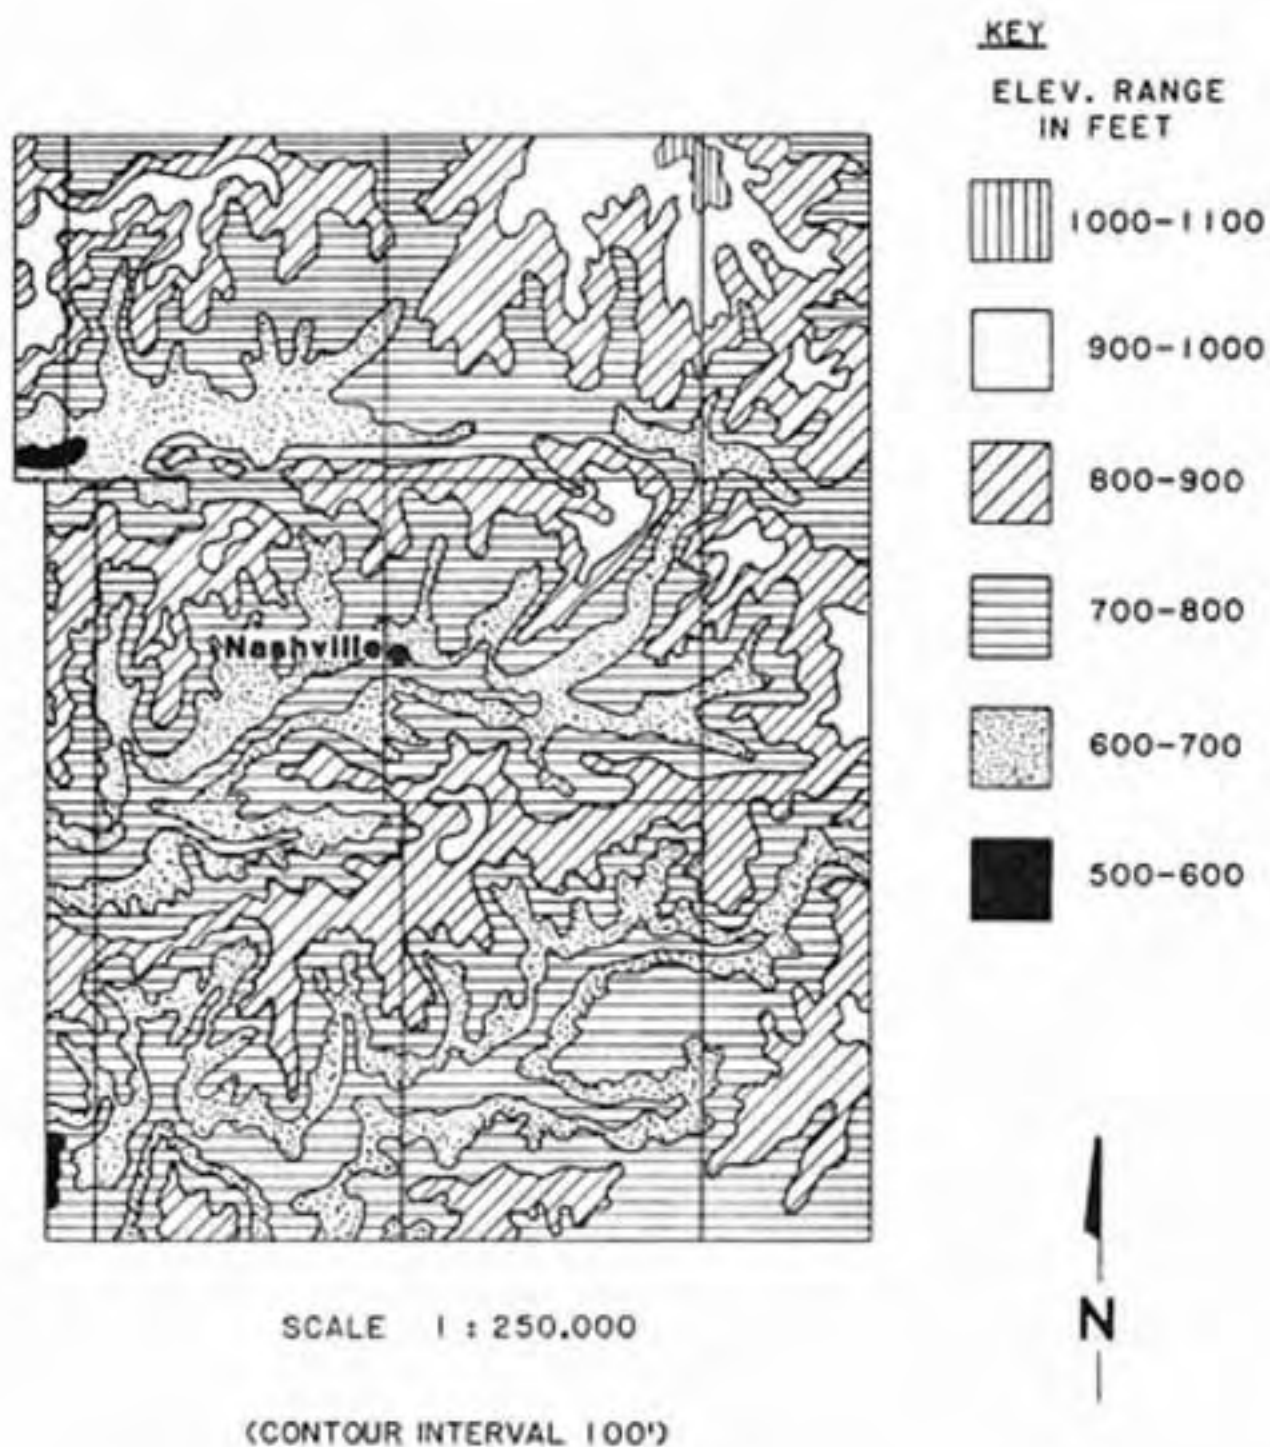 KEY
ELEV. RANGE
IN FEET
1000-1100
900-1000
800-900
700-800
600-700
500-600
Nashville
N
SCALE 1 : 250.000
(CONTOUR INTERVAL 100')